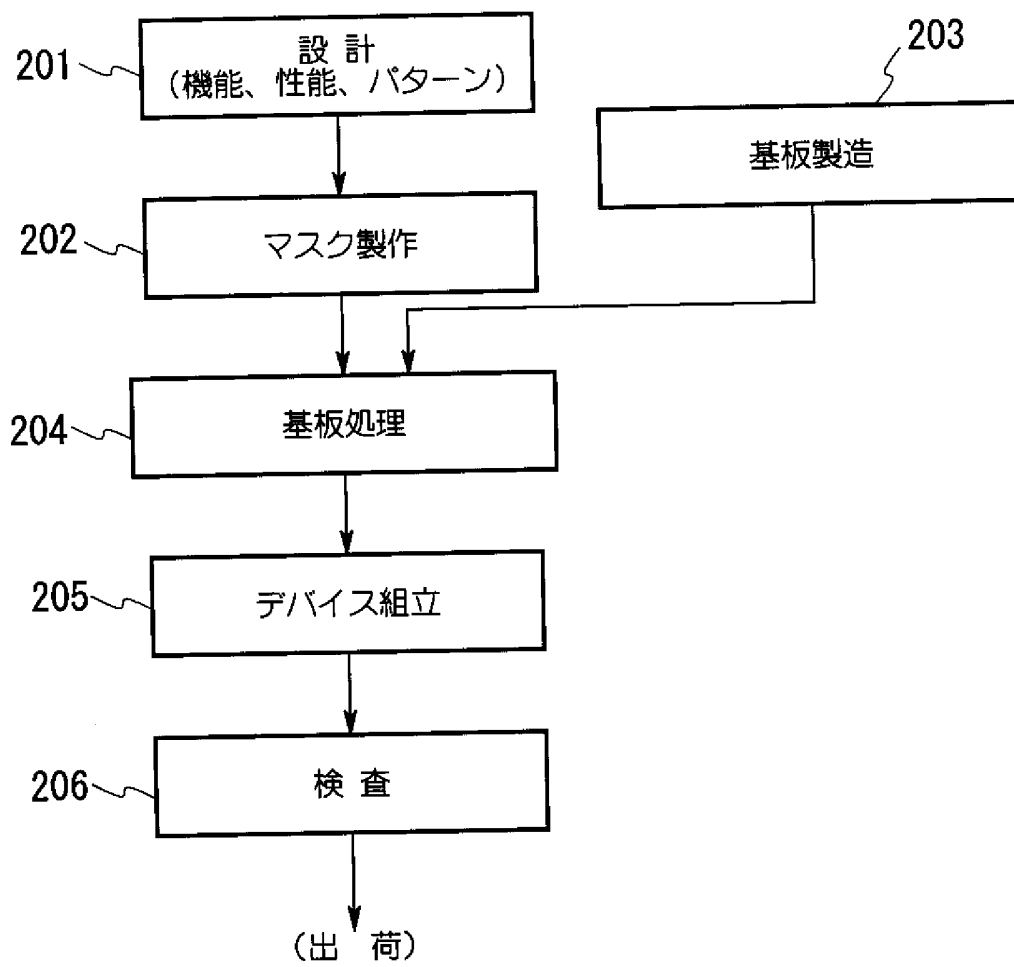 201
設 計
(機能、性能、パターン)
203
基板製造
202
マスク製作
204
基板処理
205
デバイス組立
206
検 査
(出 荷)